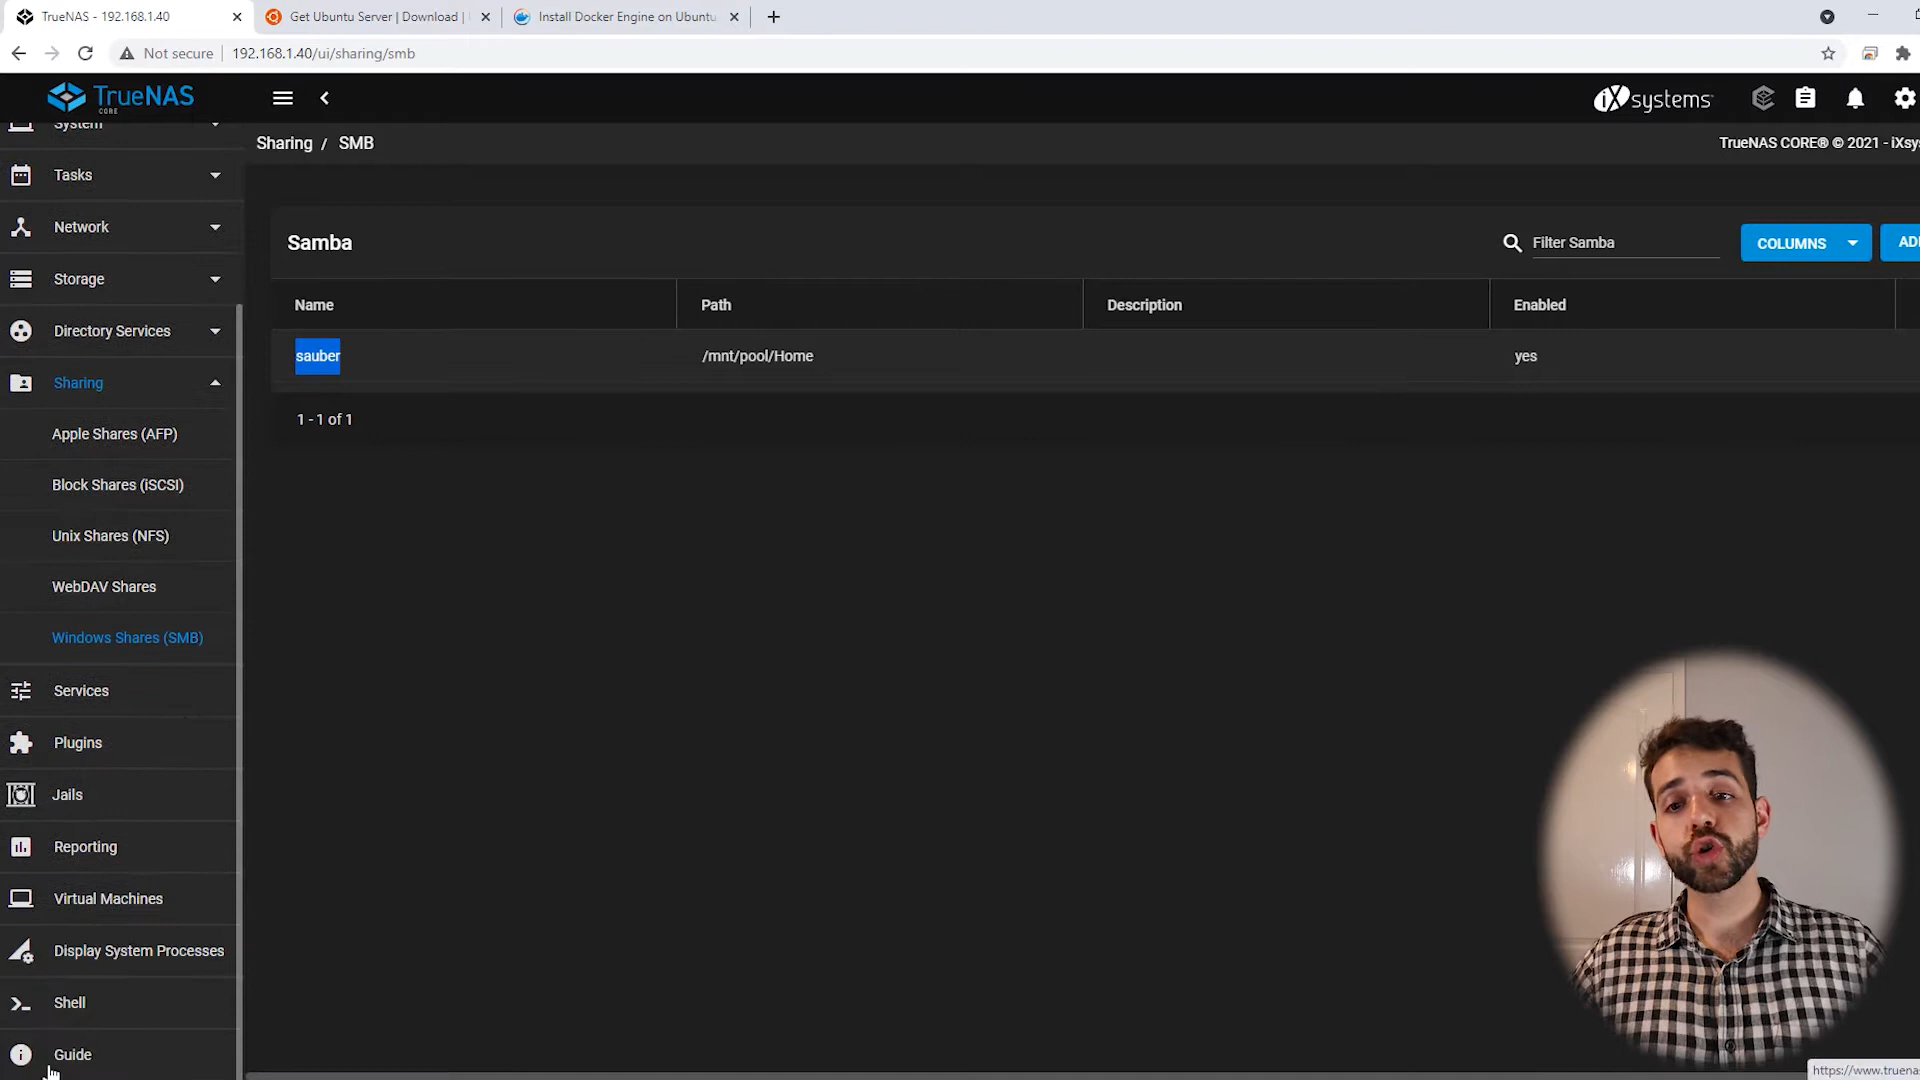 TrueNAS - 192.168.1.40
Get Ubuntu Server | Download |
Install Docker Engine on Ubuntu
Not secure
192.168.1.40/ui/sharing/smb
TrueNAS
CORE
iXsystems
System
Sharing / SMB
TrueNAS CORE® © 2021 - iXsys
Tasks
Network
Storage
Directory Services
Sharing
Apple Shares (AFP)
Block Shares (iSCSI)
Unix Shares (NFS)
WebDAV Shares
Windows Shares (SMB)
Services
Plugins
Jails
Reporting
Virtual Machines
Display System Processes
Shell
Guide
Samba
Filter Samba
COLUMNS
ADD
Name Path Description Enabled
sauber /mnt/pool/Home yes
1 - 1 of 1
https://www.truena